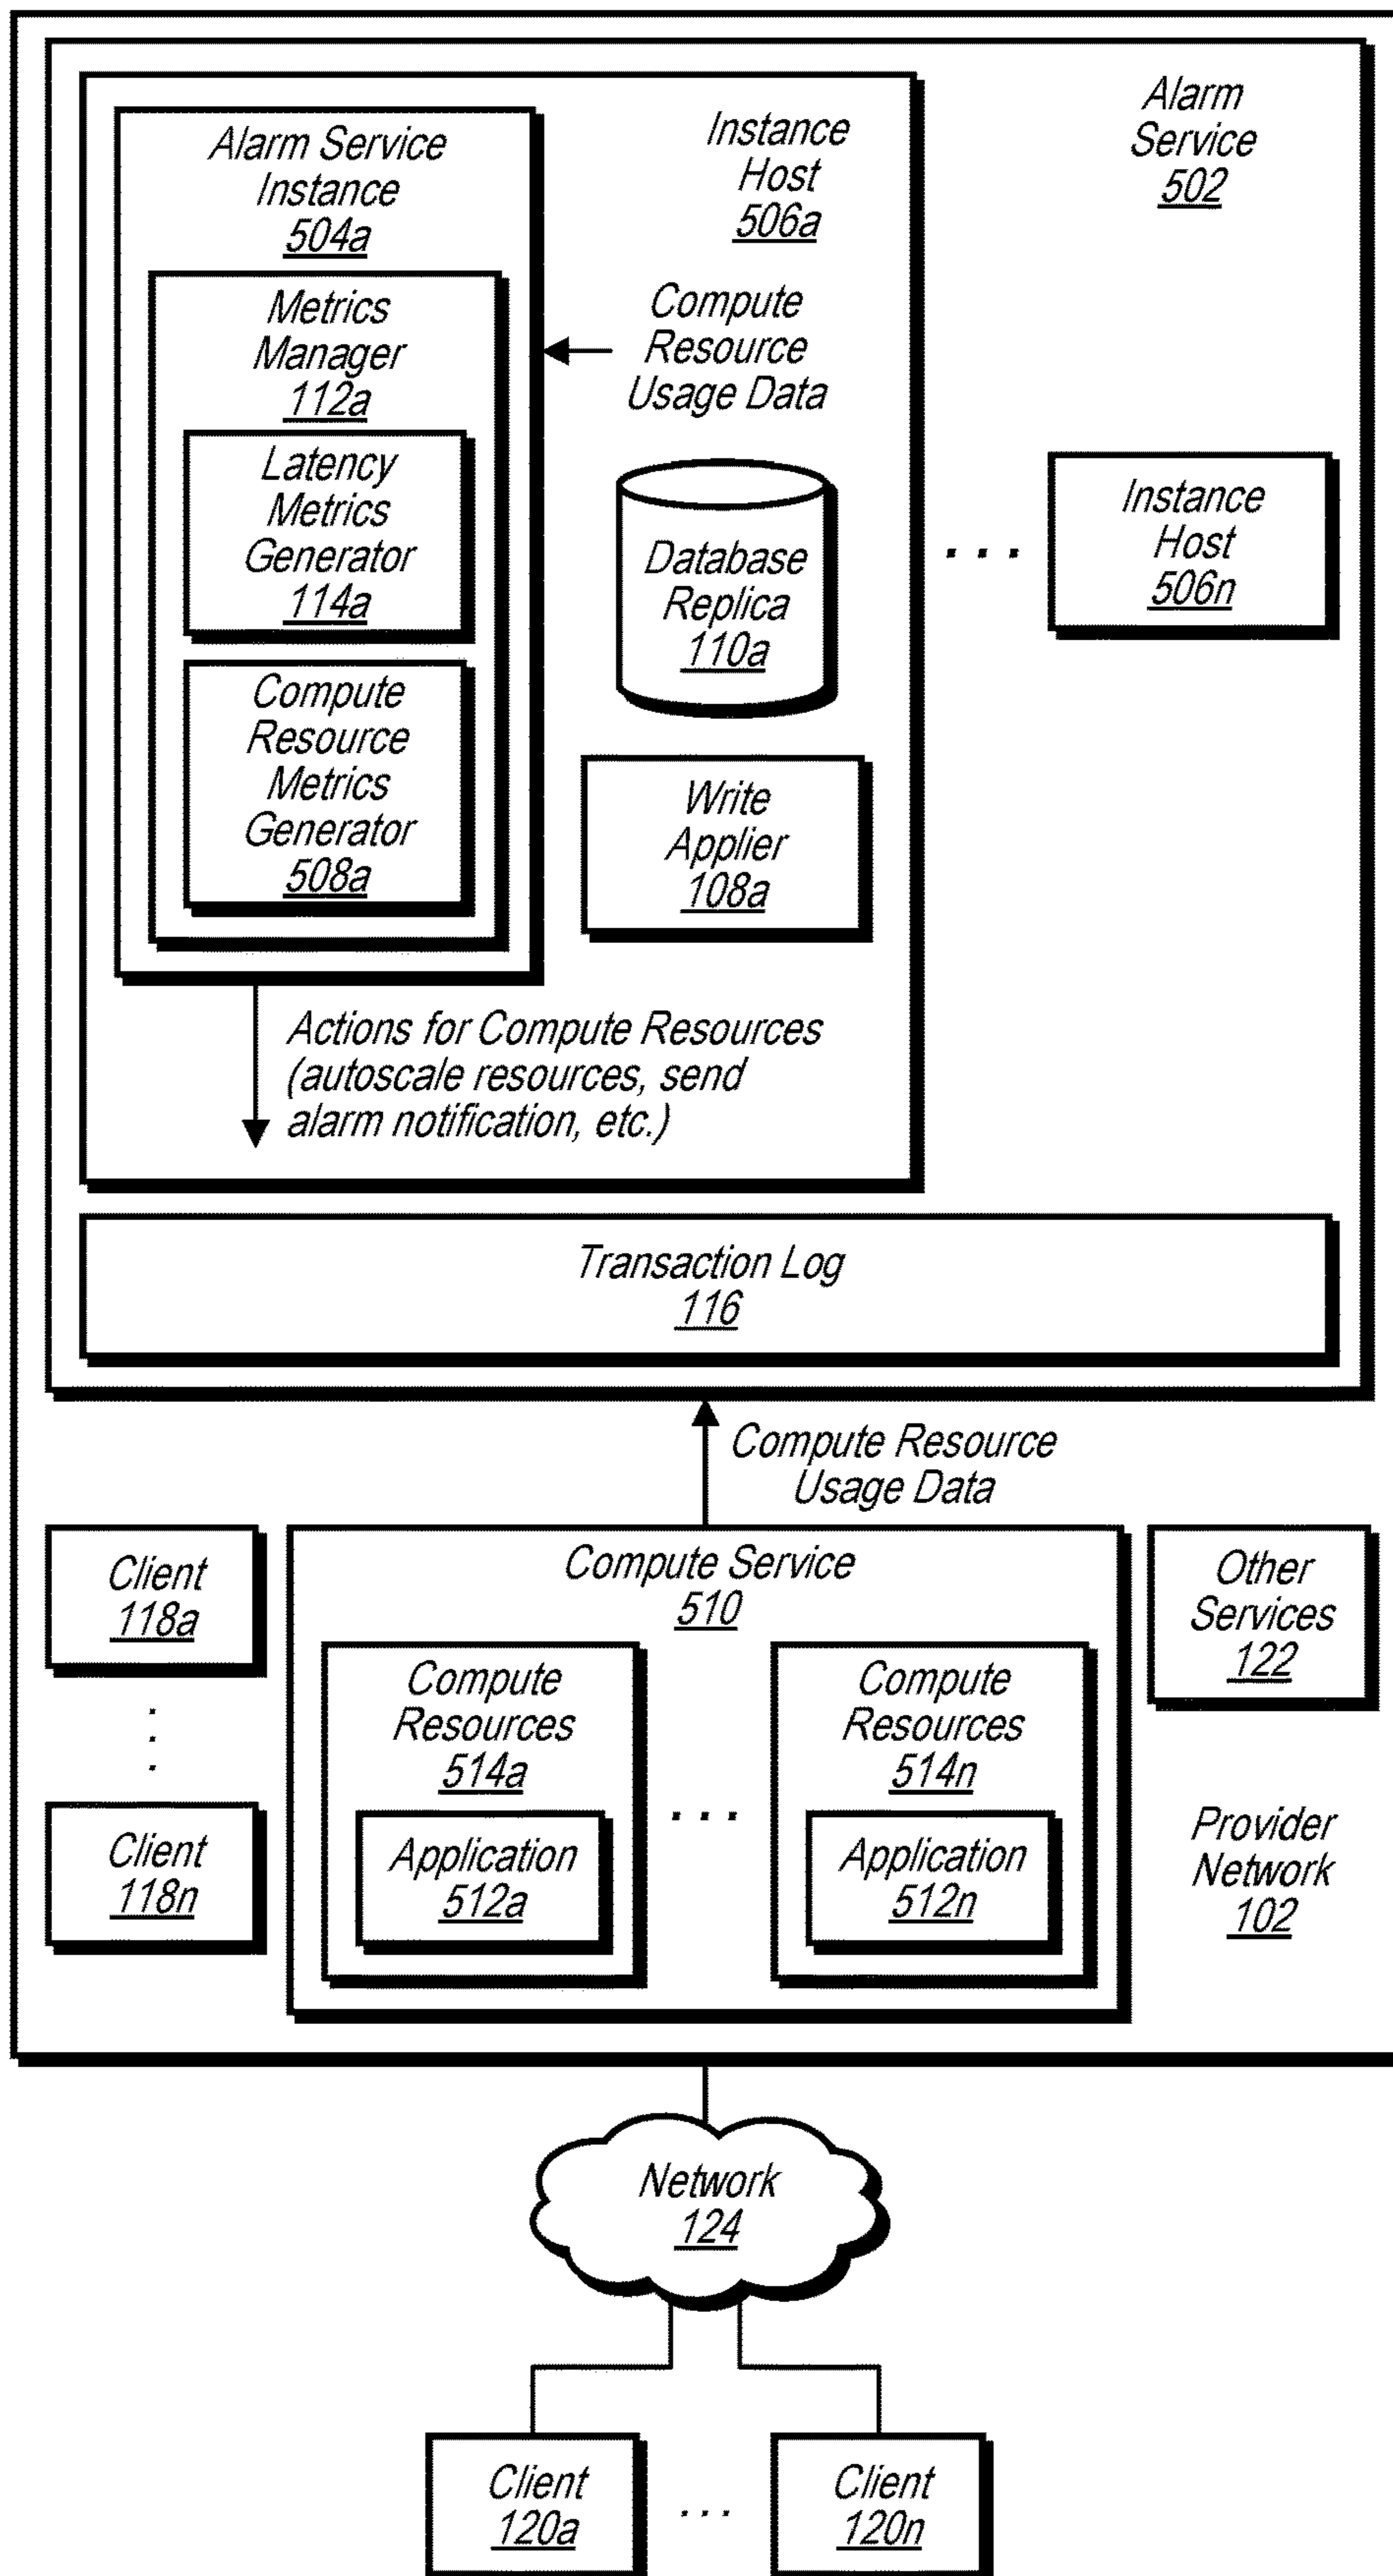 Alarm
Service
502
Instance
Host
506a
Alarm Service
Instance
504a
Metrics
Manager
112a
Latency
Metrics
Generator
114a
Compute
Resource
Metrics
Generator
508a
Compute
Resource
Usage Data
Database
Replica
110a
Write
Applier
108a
. . .
Instance
Host
506n
Actions for Compute Resources
(autoscale resources, send
alarm notification, etc.)
Transaction Log
116
Compute Resource
Usage Data
Client
118a
. . .
Client
118n
Compute Service
510
Compute
Resources
514a
Application
512a
. . .
Compute
Resources
514n
Application
512n
Other
Services
122
Provider
Network
102
Network
124
Client
120a
. . .
Client
120n